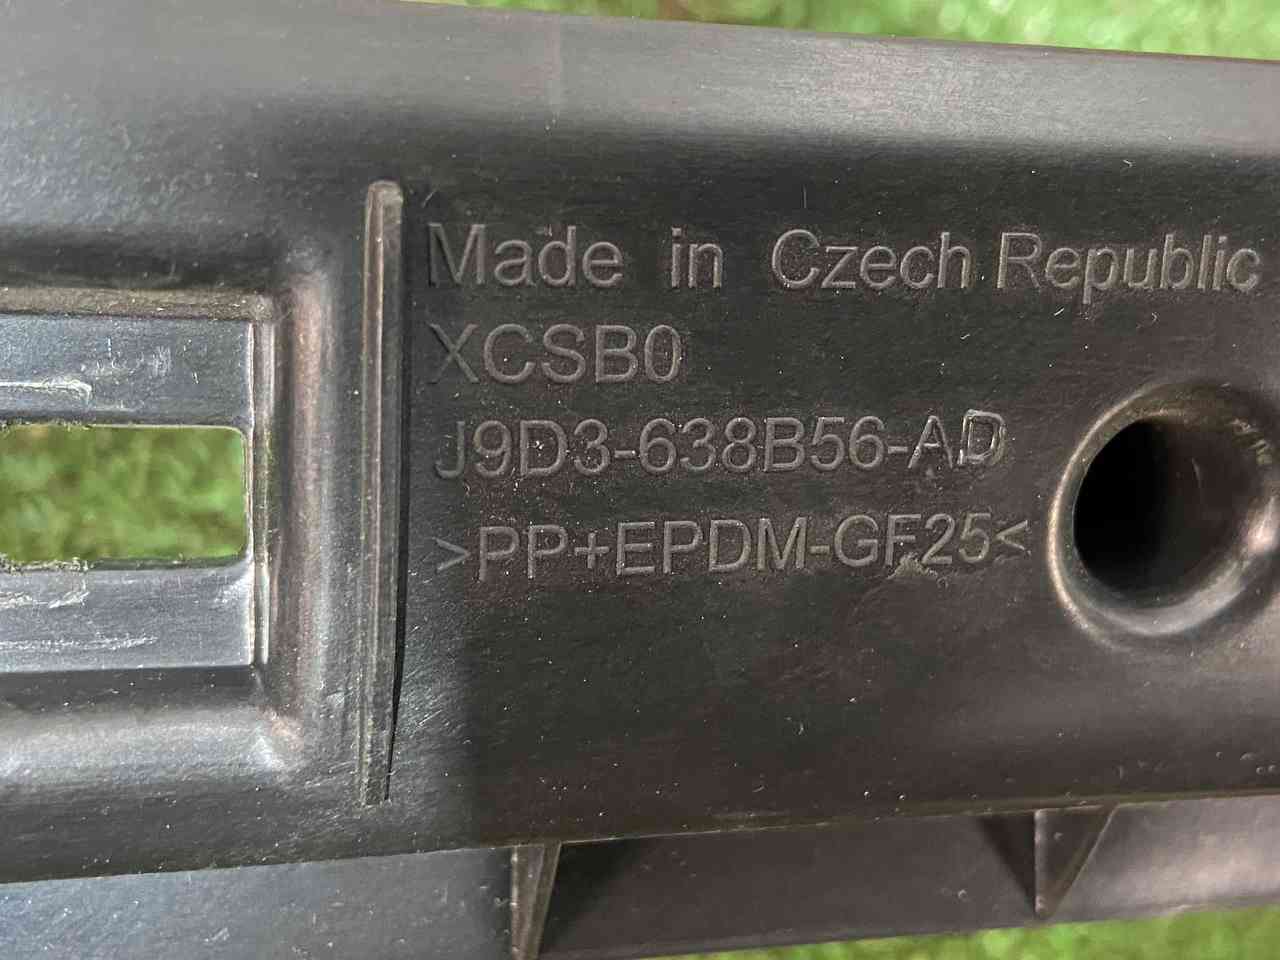 Made in Czech Republic
XCSB0
J9D3-638B56-AD
>PP+EPDM-GF25<